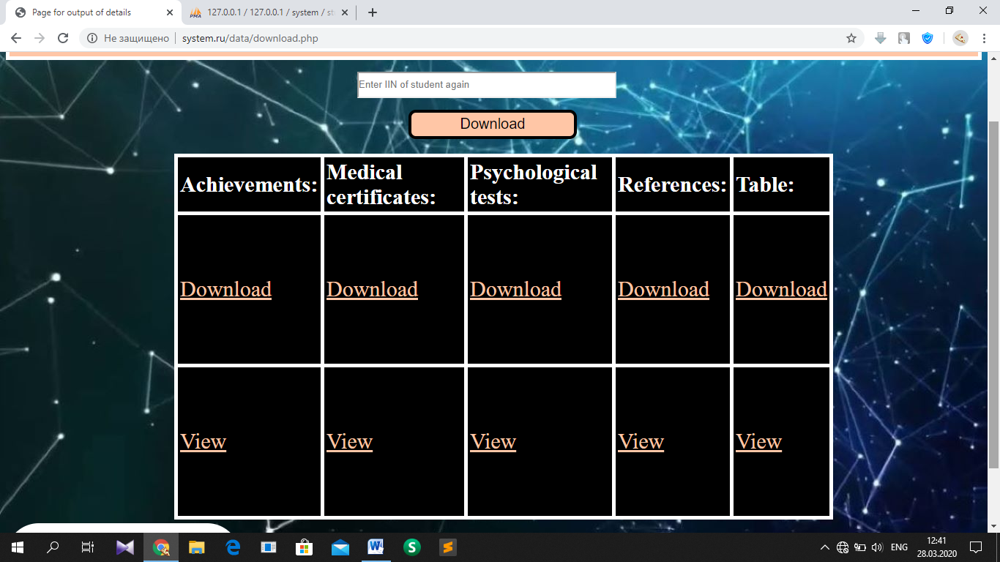 Page for output of details
PMA 127.0.0.1 / 127.0.0.1 / system / st
Не защищено system.ru/data/download.php
Enter IIN of student again
Download
Achievements: Medical certificates: Psychological tests: References: Table:
Download Download Download Download Download
View View View View View
W S S ENG 12:41
28.03.2020